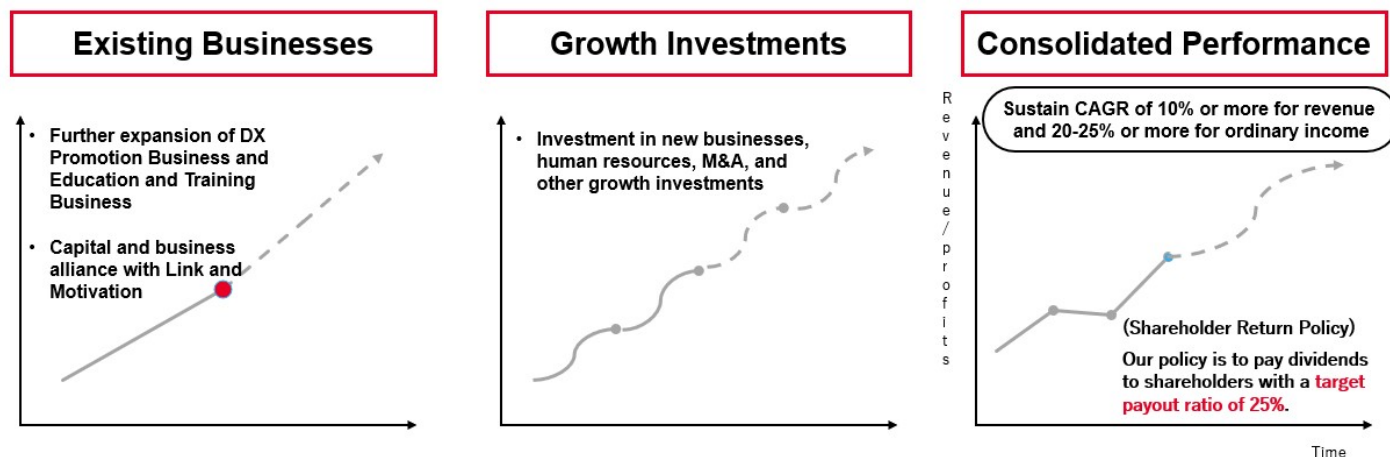 Existing Businesses
• Further expansion of DX
Promotion Business and
Education and Training
Business
• Capital and business
alliance with Link and
Motivation
Growth Investments
• Investment in new businesses,
human resources, M&A, and
other growth investments
Consolidated Performance
Revenue/profits
Sustain CAGR of 10% or more for revenue
and 20-25% or more for ordinary income
(Shareholder Return Policy)
Our policy is to pay dividends
to shareholders with a target
payout ratio of 25%.
Time